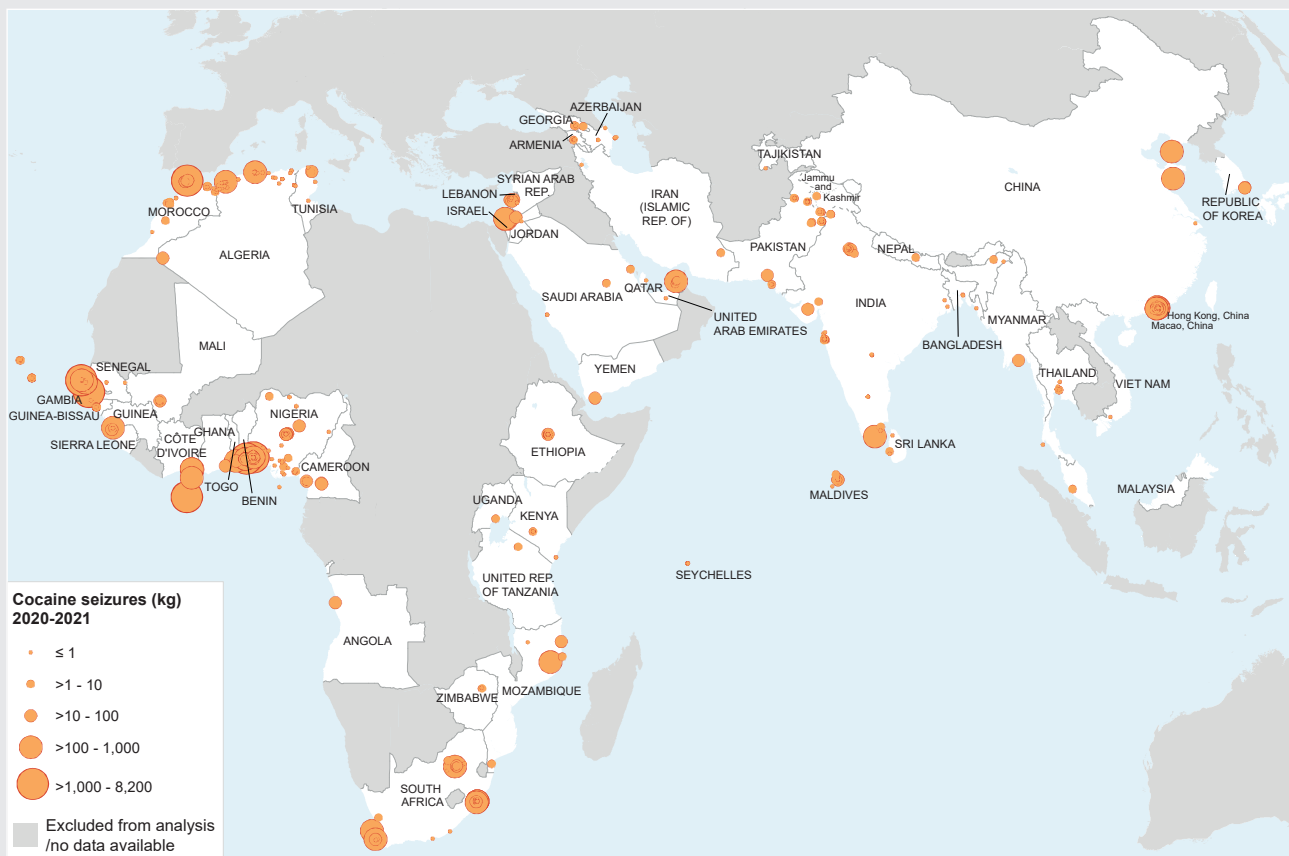 AZERBAIJAN
GEORGIA
ARMENIA
TAJIKISTAN
SYRIAN ARAB
REP.
LEBANON
ISRAEL
JORDAN
IRAN
(ISLAMIC
REP. OF)
Jammu
and
Kashmir
CHINA
REPUBLIC
OF KOREA
MOROCCO
TUNISIA
ALGERIA
PAKISTAN
NEPAL
SAUDI ARABIA
QATAR
UNITED
ARAB EMIRATES
INDIA
BANGLADESH
MYANMAR
Hong Kong, China
Macao, China
MALI
YEMEN
THAILAND
VIET NAM
SENEGAL
GAMBIA
GUINEA-BISSAU
GUINEA
SIERRA LEONE
CÔTE
D'IVOIRE
GHANA
NIGERIA
TOGO
BENIN
CAMEROON
ETHIOPIA
SRI LANKA
MALDIVES
MALAYSIA
UGANDA
KENYA
UNITED REP.
OF TANZANIA
SEYCHELLES
ANGOLA
ZIMBABWE
MOZAMBIQUE
SOUTH
AFRICA
Cocaine seizures (kg)
2020-2021
≤ 1
>1 - 10
>10 - 100
>100 - 1,000
>1,000 - 8,200
Excluded from analysis
/no data available